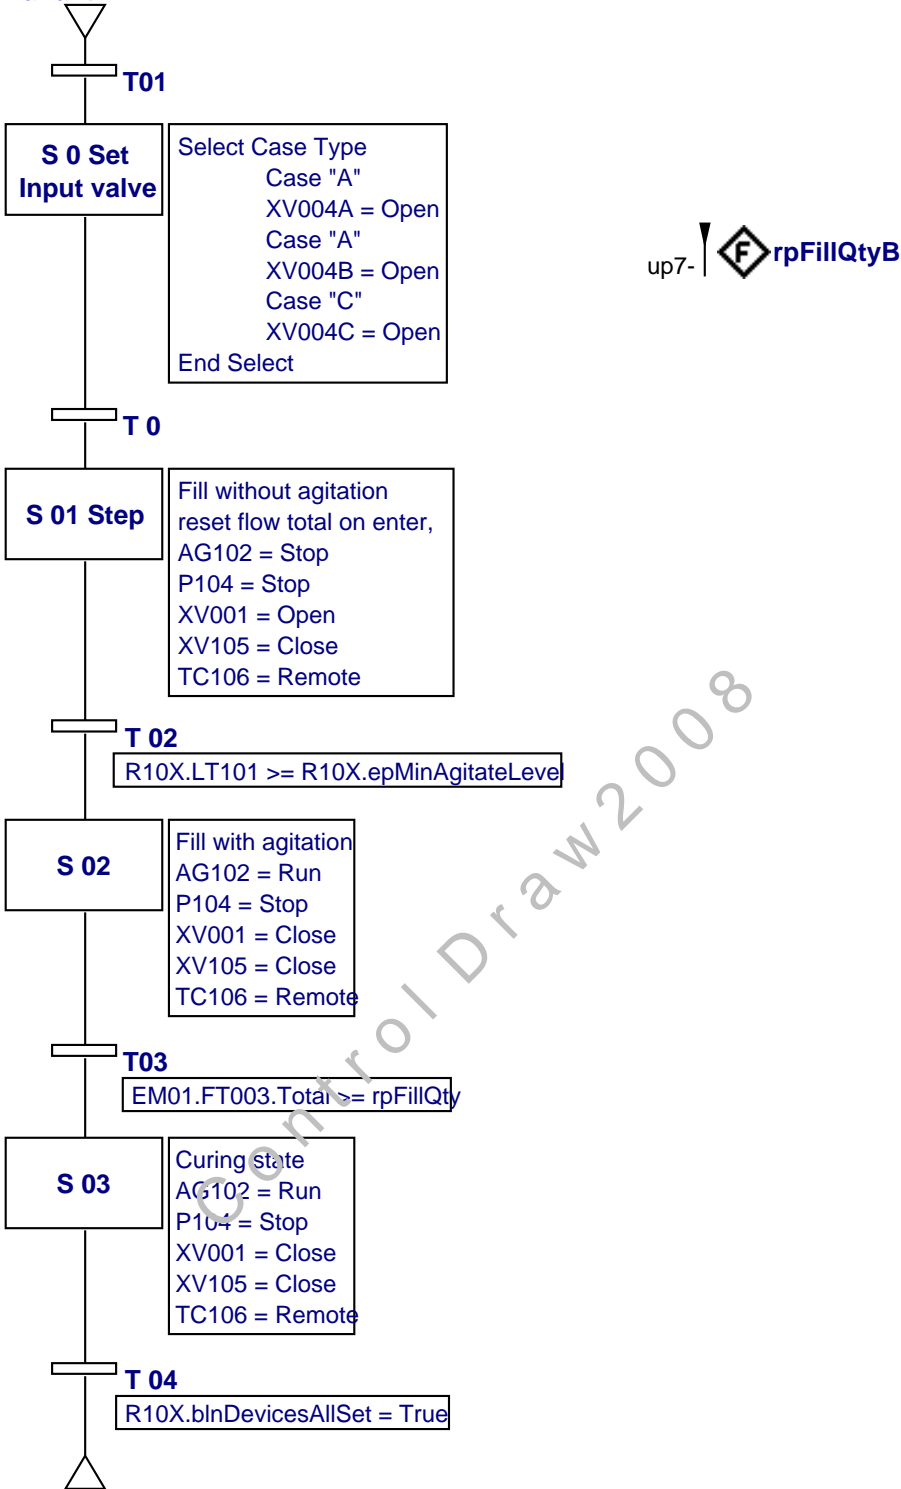 T01
S 0 Set
Input valve
Select Case Type
Case "A"
XV004A = Open
Case "A"
XV004B = Open
Case "C"
XV004C = Open
End Select
up7-
F
rpFillQtyB
T 0
S 01 Step
Fill without agitation
reset flow total on enter,
AG102 = Stop
P104 = Stop
XV001 = Open
XV105 = Close
TC106 = Remote
T 02
R10X.LT101 >= R10X.epMinAgitateLevel
S 02
Fill with agitation
AG102 = Run
P104 = Stop
XV001 = Close
XV105 = Close
TC106 = Remote
T03
EM01.FT003.Total >= rpFillQty
S 03
Curing state
AG102 = Run
P104 = Stop
XV001 = Close
XV105 = Close
TC106 = Remote
T 04
R10X.blnDevicesAllSet = True
Control Draw2008